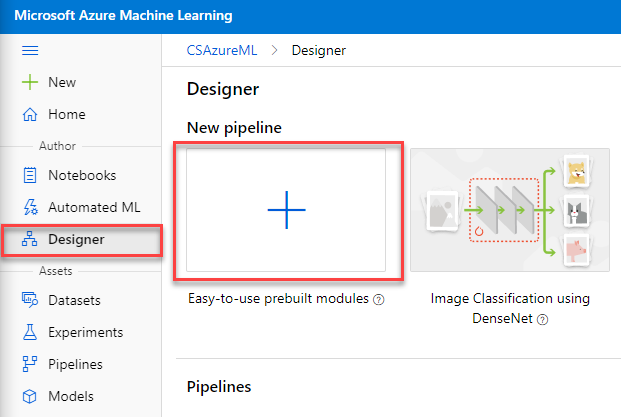 Microsoft Azure Machine Learning
New
Home
Author
Notebooks
Automated ML
Designer
Assets
Datasets
Experiments
Pipelines
Models
CSAzureML > Designer
Designer
New pipeline
Easy-to-use prebuilt modules ?
Image Classification using
DenseNet ?
Pipelines